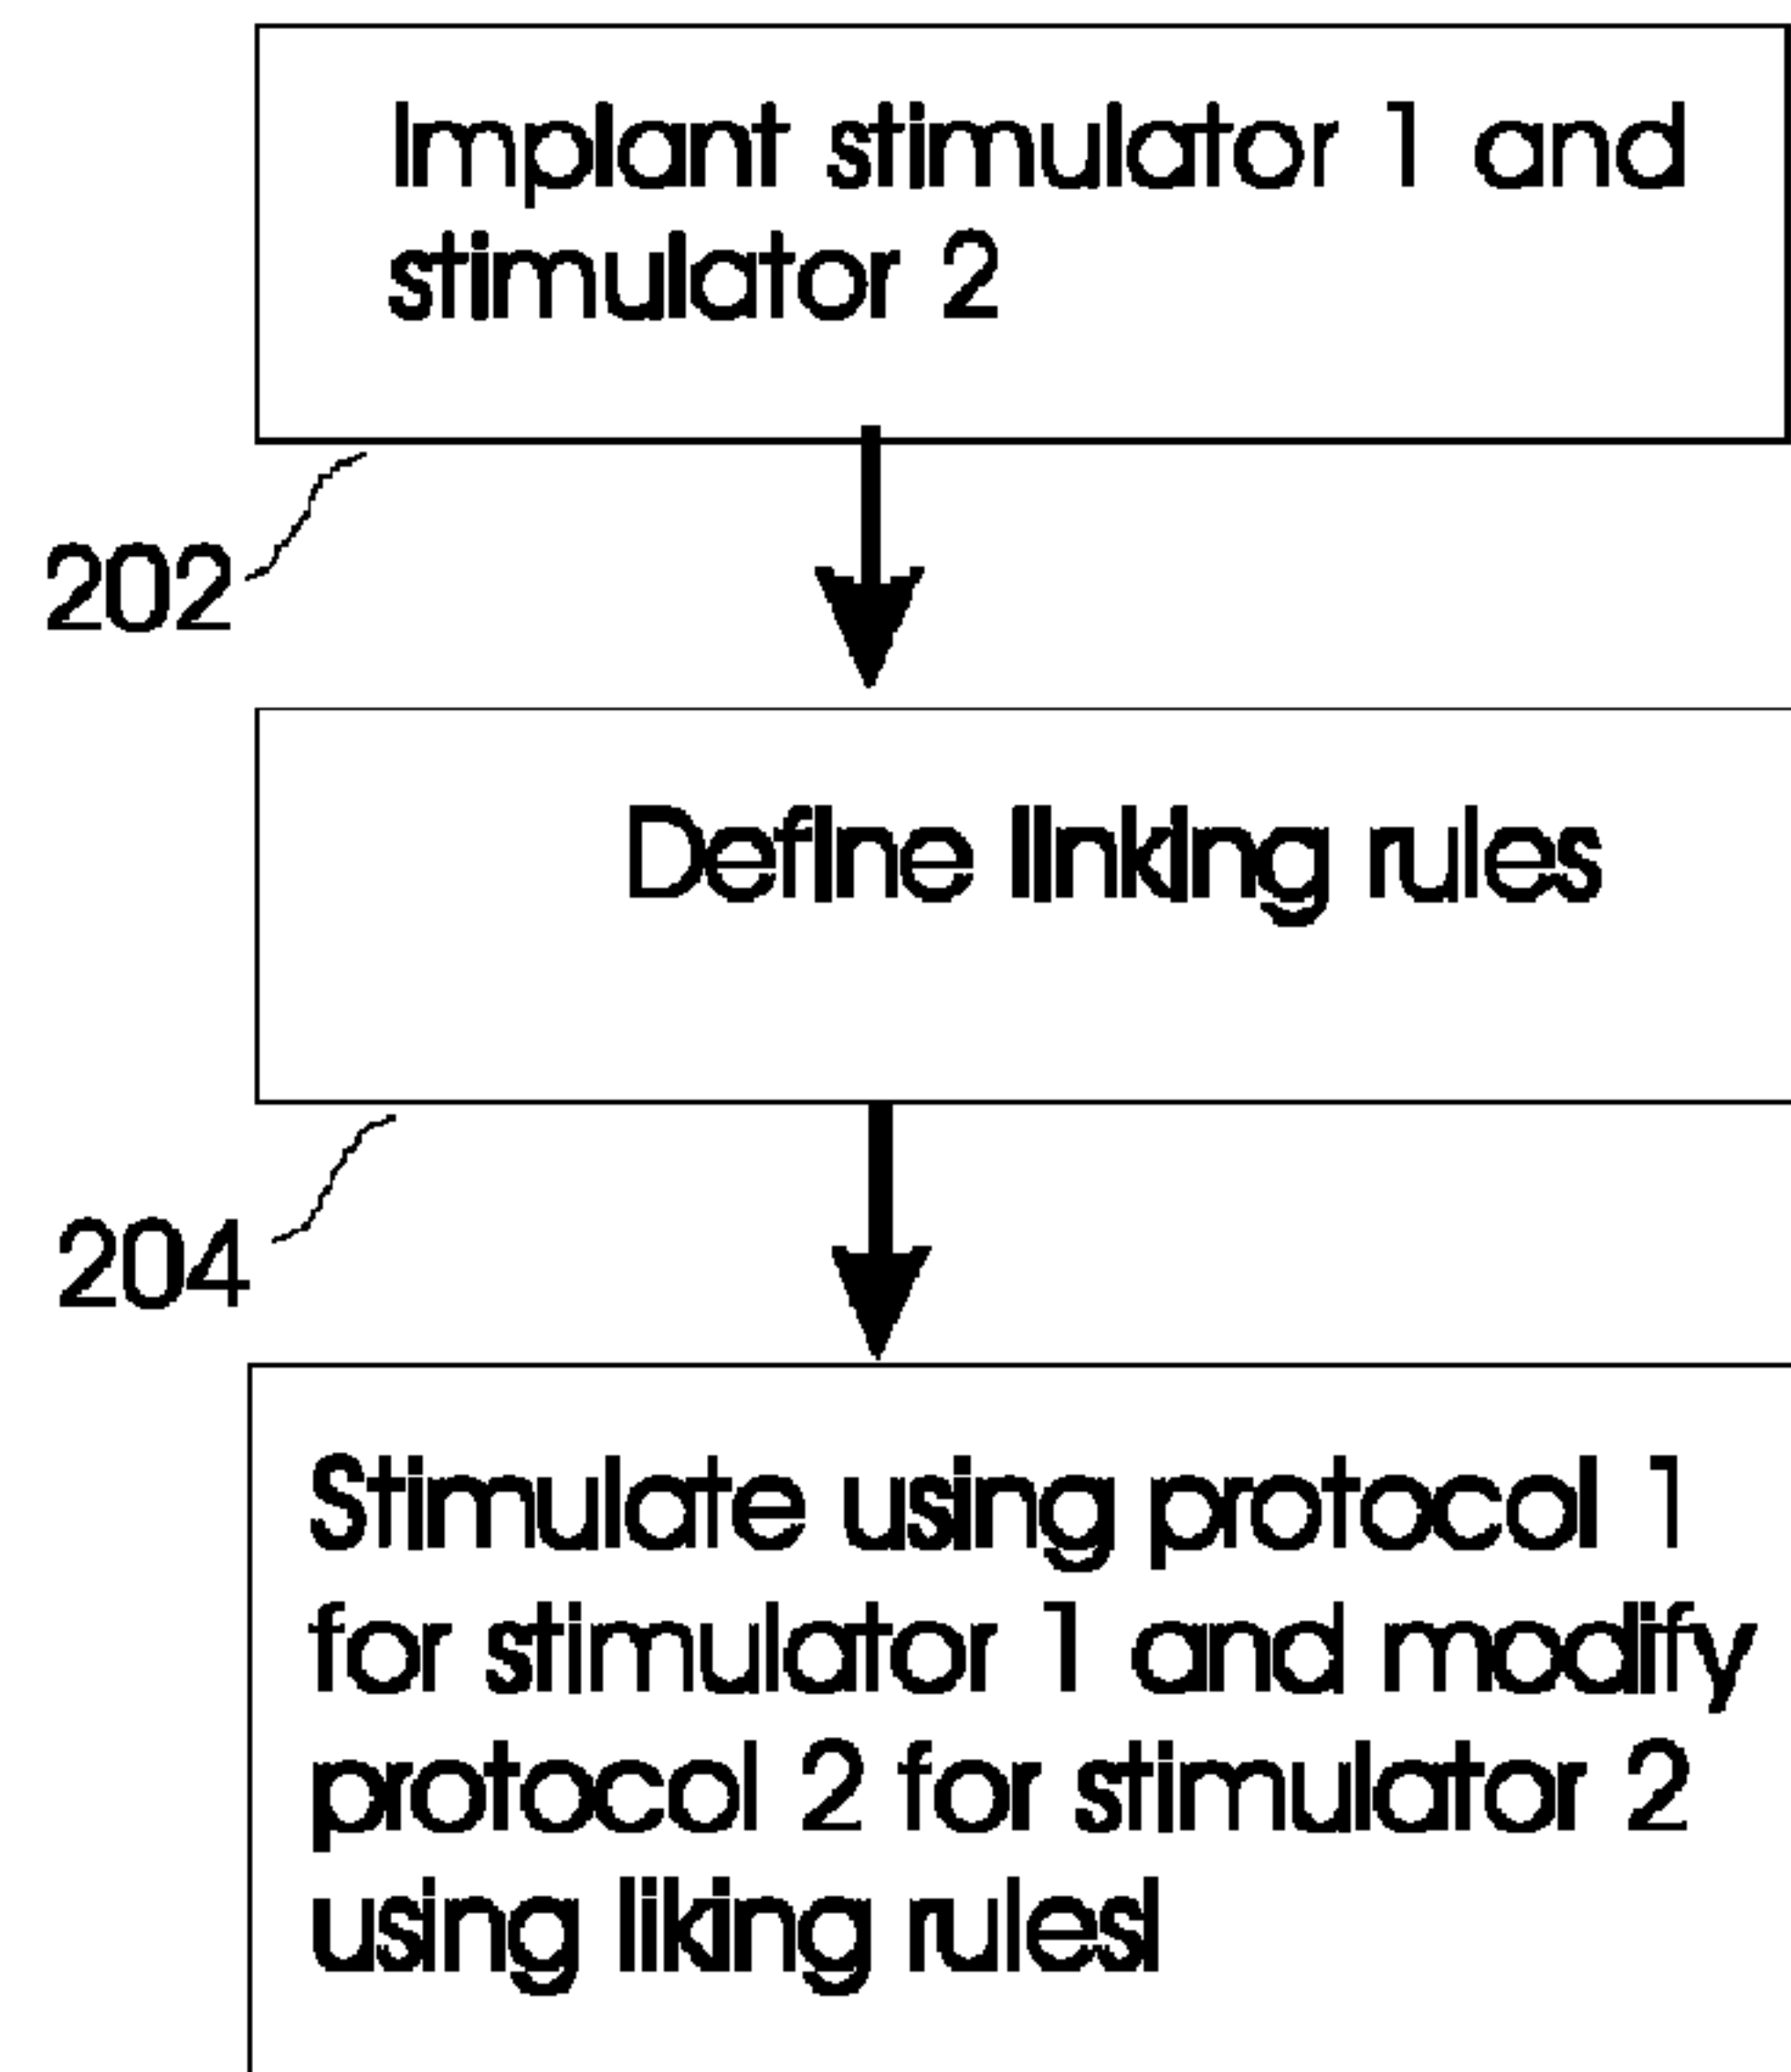 Implant stimulator 1 and
stimulator 2
202
Define linking rules
204
Stimulate using protocol 1
for stimulator 1 and modify
protocol 2 for stimulator 2
using liking rulesl